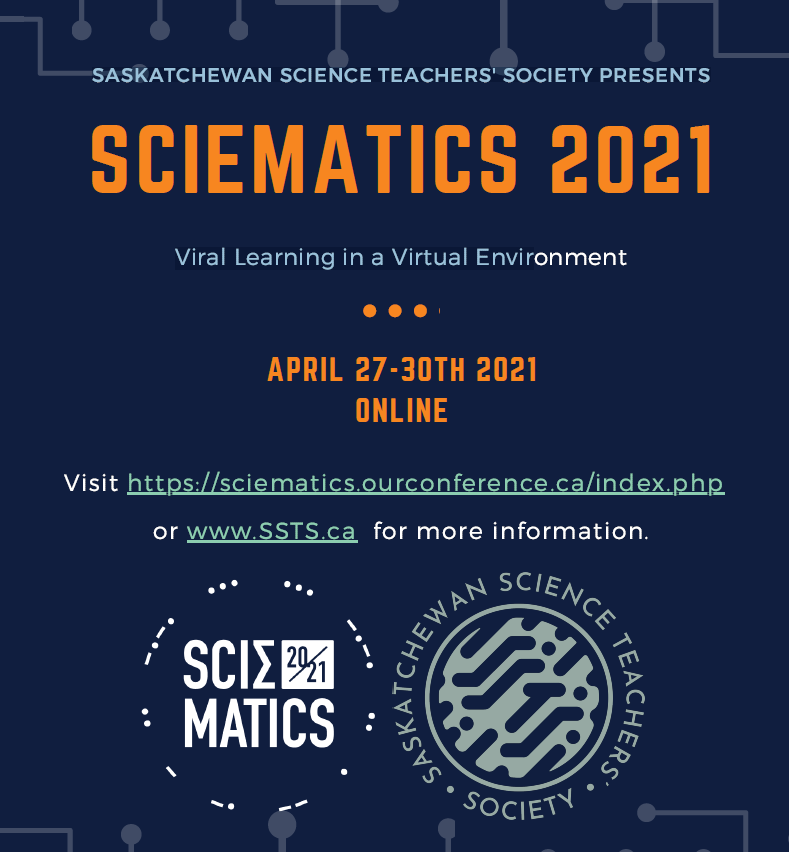 SASKATCHEWAN SCIENCE TEACHERS' SOCIETY PRESENTS
SCIEMATICS 2021
Viral Learning in a Virtual Environment
APRIL 27-30TH 2021
ONLINE
Visit https://sciematics.ourconference.ca/index.php
or www.SSTS.ca for more information.
SCIΣ 20/21
MATICS
SASKATCHEWAN SCIENCE TEACHERS' • SOCIETY •